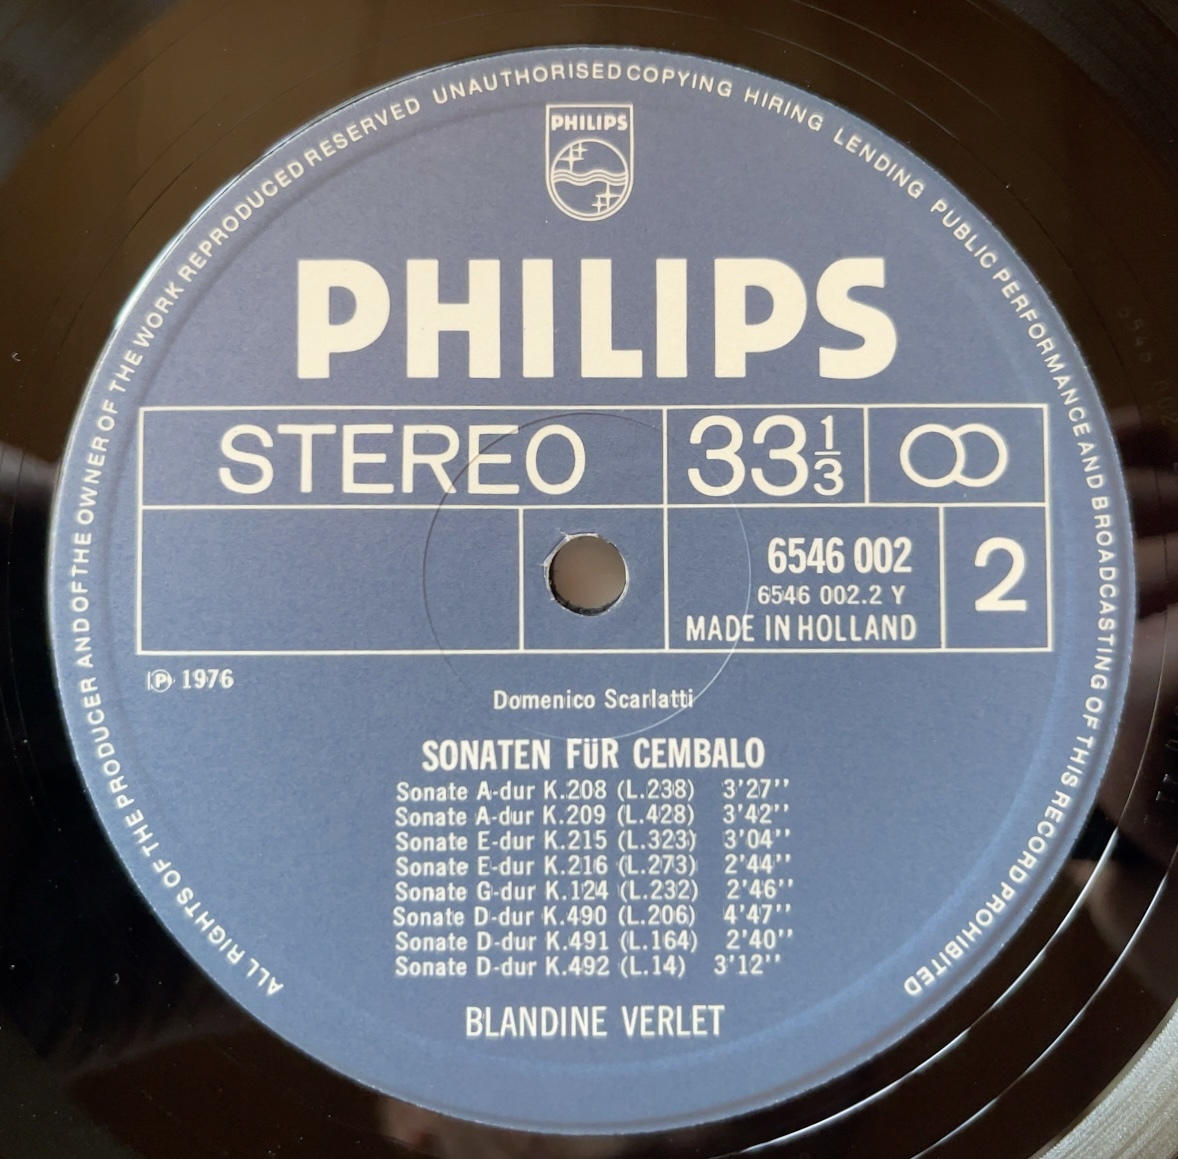 ALL RIGHTS OF THE PRODUCER AND OF THE OWNER OF THE WORK REPRODUCED RESERVED UNAUTHORISED COPYING HIRING LENDING PUBLIC PERFORMANCE AND BROADCASTING OF THIS RECORD PROHIBITED
PHILIPS
PHILIPS
STEREO 33 1/3
6546 002
6546 002.2 Y
MADE IN HOLLAND
2
Ⓟ 1976
Domenico Scarlatti
SONATEN FÜR CEMBALO
Sonate A-dur K.208 (L.238) 3'27''
Sonate A-dur K.209 (L.428) 3'42''
Sonate E-dur K.215 (L.323) 3'04''
Sonate E-dur K.216 (L.273) 2'44''
Sonate G-dur K.124 (L.232) 2'46''
Sonate D-dur K.490 (L.206) 4'47''
Sonate D-dur K.491 (L.164) 2'40''
Sonate D-dur K.492 (L.14) 3'12''
BLANDINE VERLET